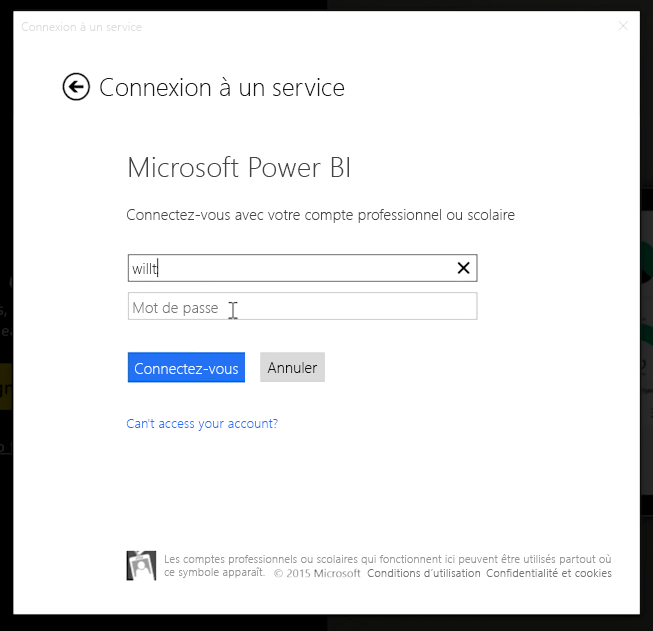 Connexion à un service
Connexion à un service
Microsoft Power BI
Connectez-vous avec votre compte professionnel ou scolaire
willt
Mot de passe
Connectez-vous Annuler
Can't access your account?
Les comptes professionnels ou scolaires qui fonctionnent ici peuvent être utilisés partout où
ce symbole apparaît. © 2015 Microsoft Conditions d'utilisation Confidentialité et cookies